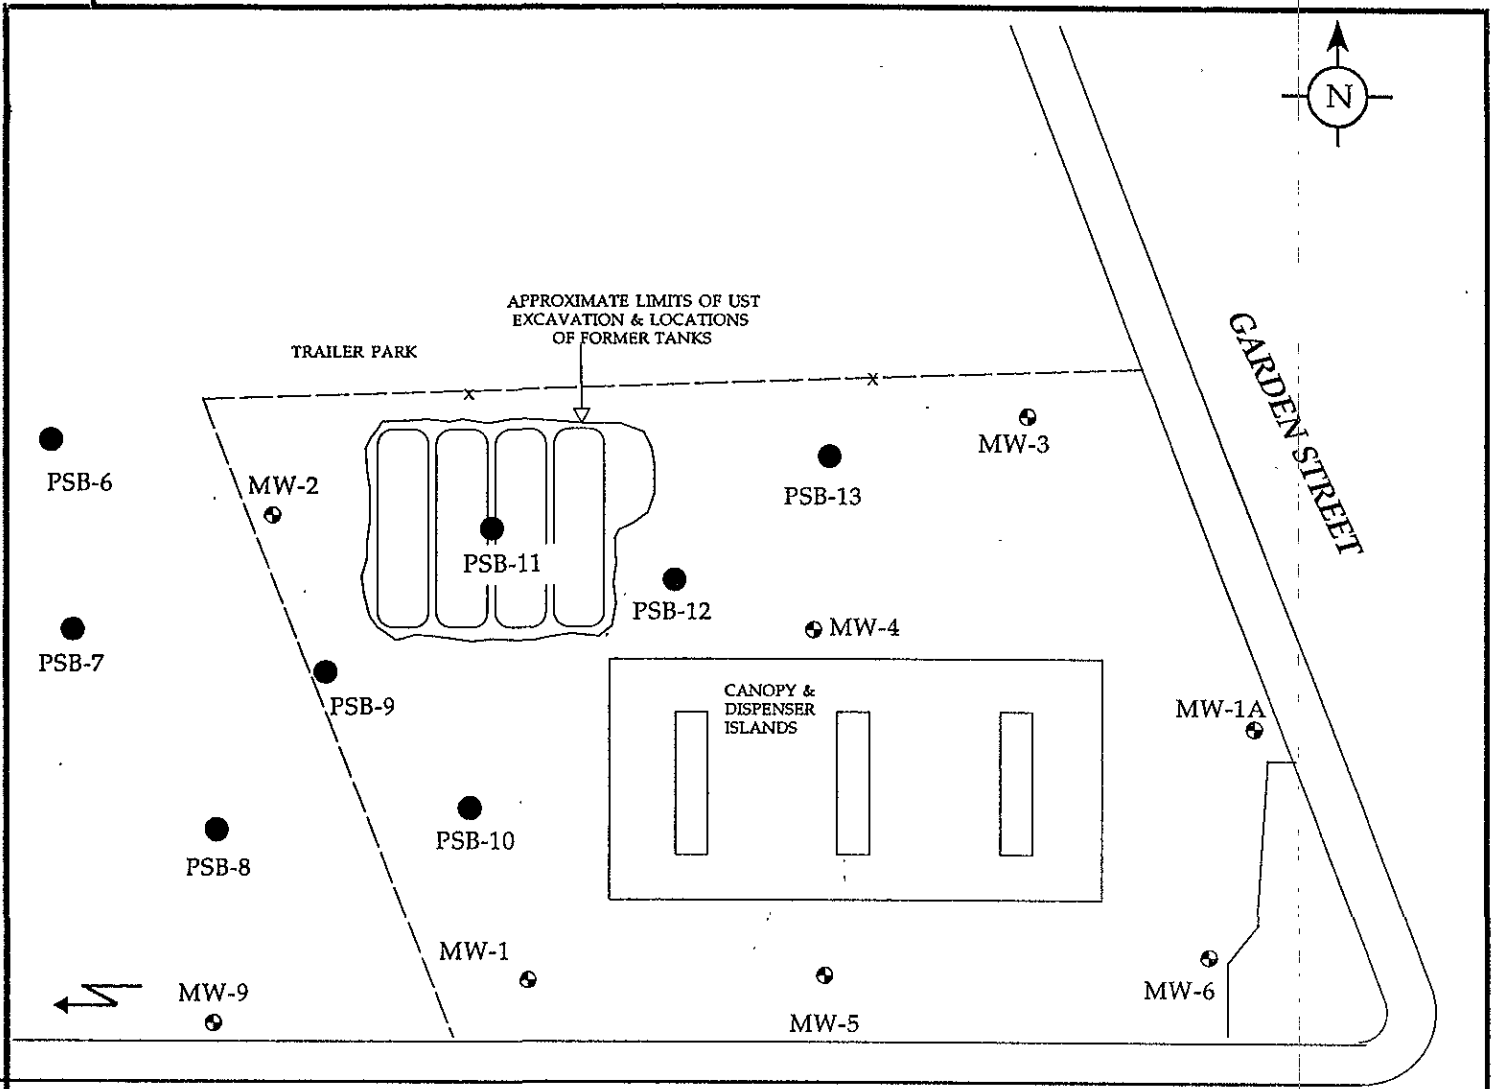 N
APPROXIMATE LIMITS OF UST
EXCAVATION & LOCATIONS
OF FORMER TANKS
TRAILER PARK
GARDEN STREET
x
x
MW-3
PSB-6
MW-2
PSB-13
PSB-11
PSB-12
MW-4
PSB-7
PSB-9
CANOPY &
DISPENSER
ISLANDS
MW-1A
PSB-10
PSB-8
MW-1
MW-9
MW-6
MW-5